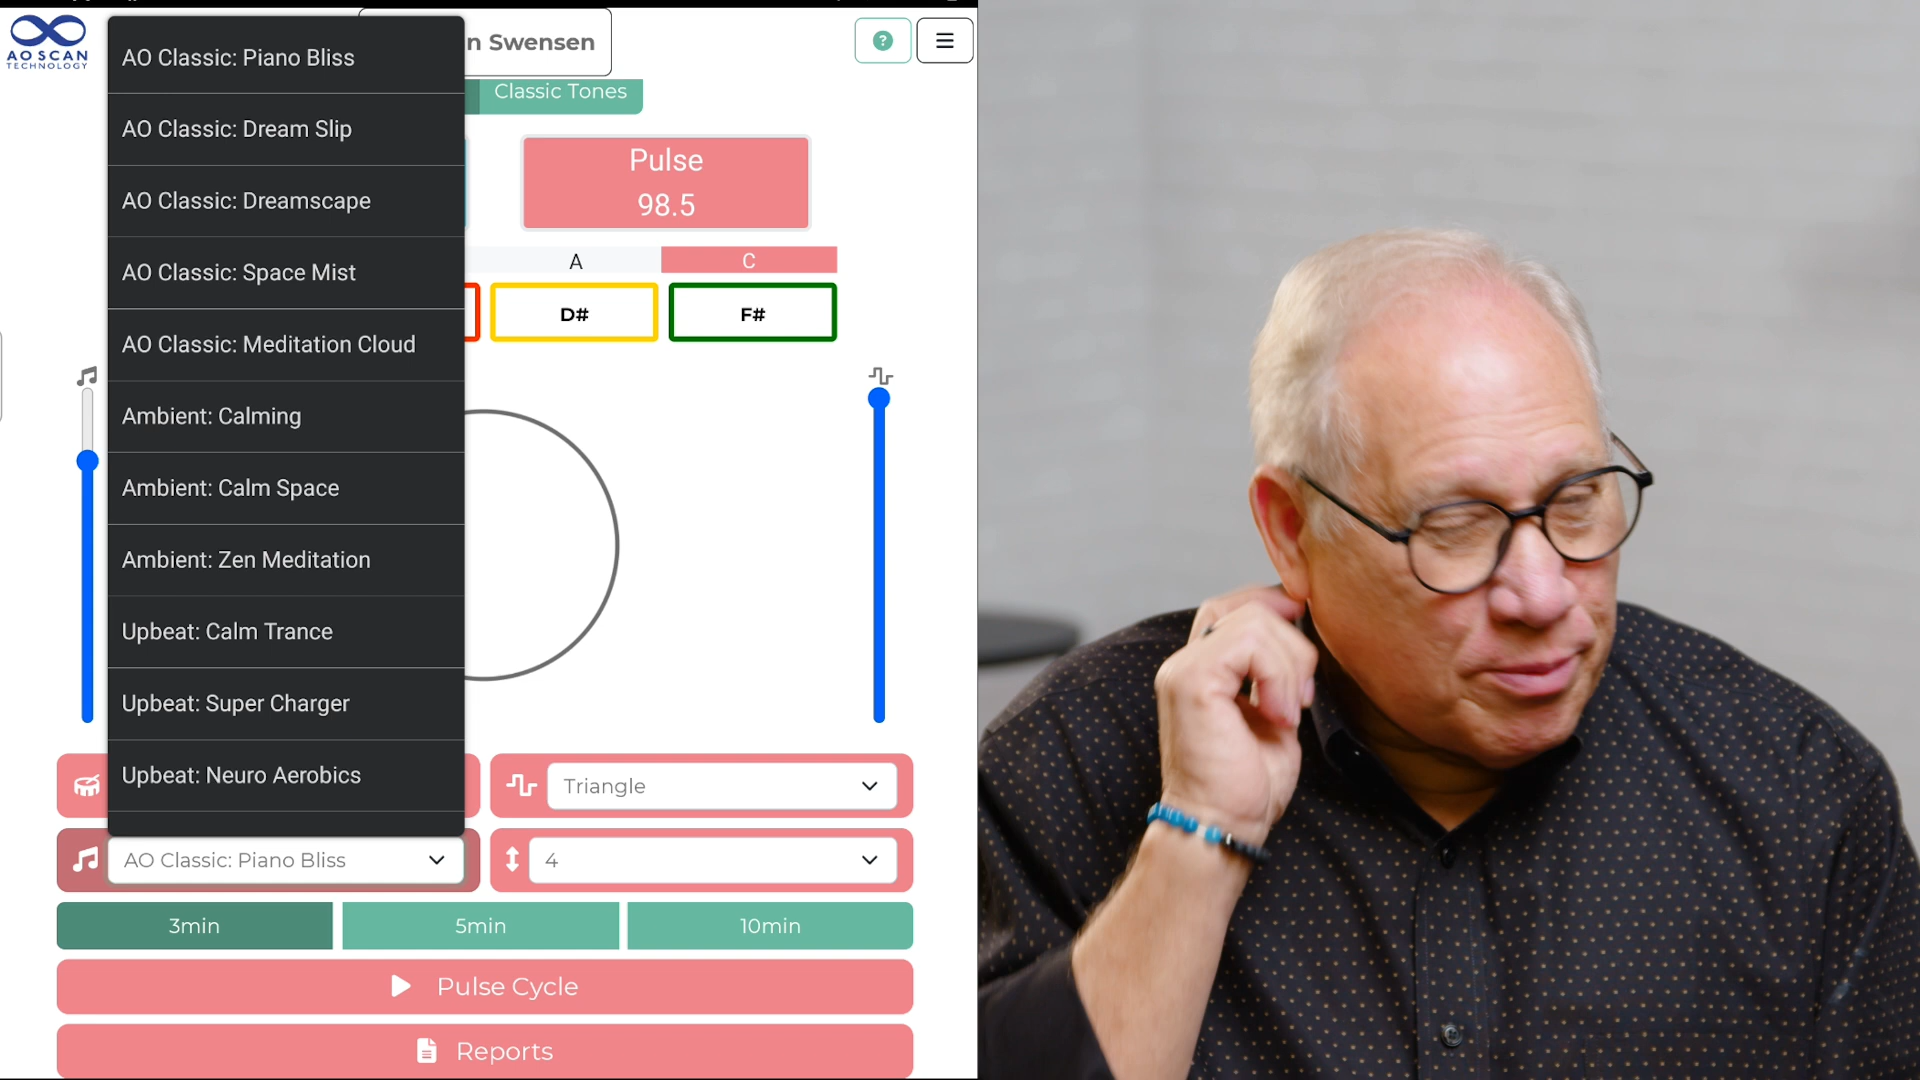 AO SCAN
TECHNOLOGY
n Swensen
?
Classic Tones
AO Classic: Piano Bliss
AO Classic: Dream Slip
AO Classic: Dreamscape
AO Classic: Space Mist
AO Classic: Meditation Cloud
Ambient: Calming
Ambient: Calm Space
Ambient: Zen Meditation
Upbeat: Calm Trance
Upbeat: Super Charger
Upbeat: Neuro Aerobics
Pulse
98.5
A C
D# F#
Triangle
AO Classic: Piano Bliss
4
3min 5min 10min
Pulse Cycle
Reports